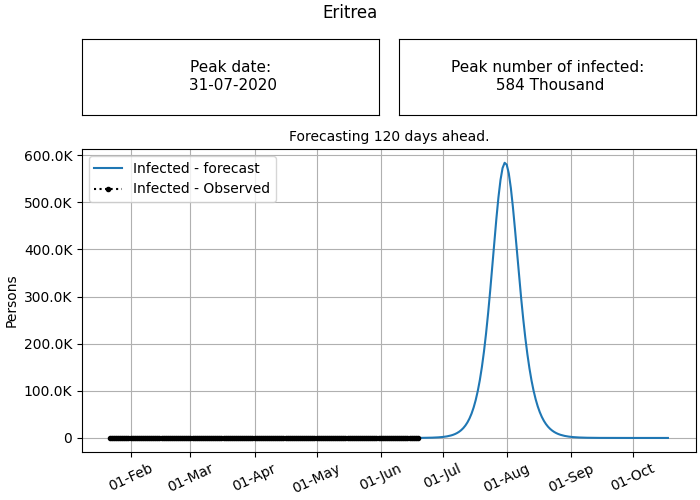 Eritrea
Peak date:
31-07-2020
Peak number of infected:
584 Thousand
Forecasting 120 days ahead.
Infected - forecast
Infected - Observed
600.0K
500.0K
400.0K
300.0K
200.0K
100.0K
0
Persons
01-Feb
01-Mar
01-Apr
01-May
01-Jun
01-Jul
01-Aug
01-Sep
01-Oct